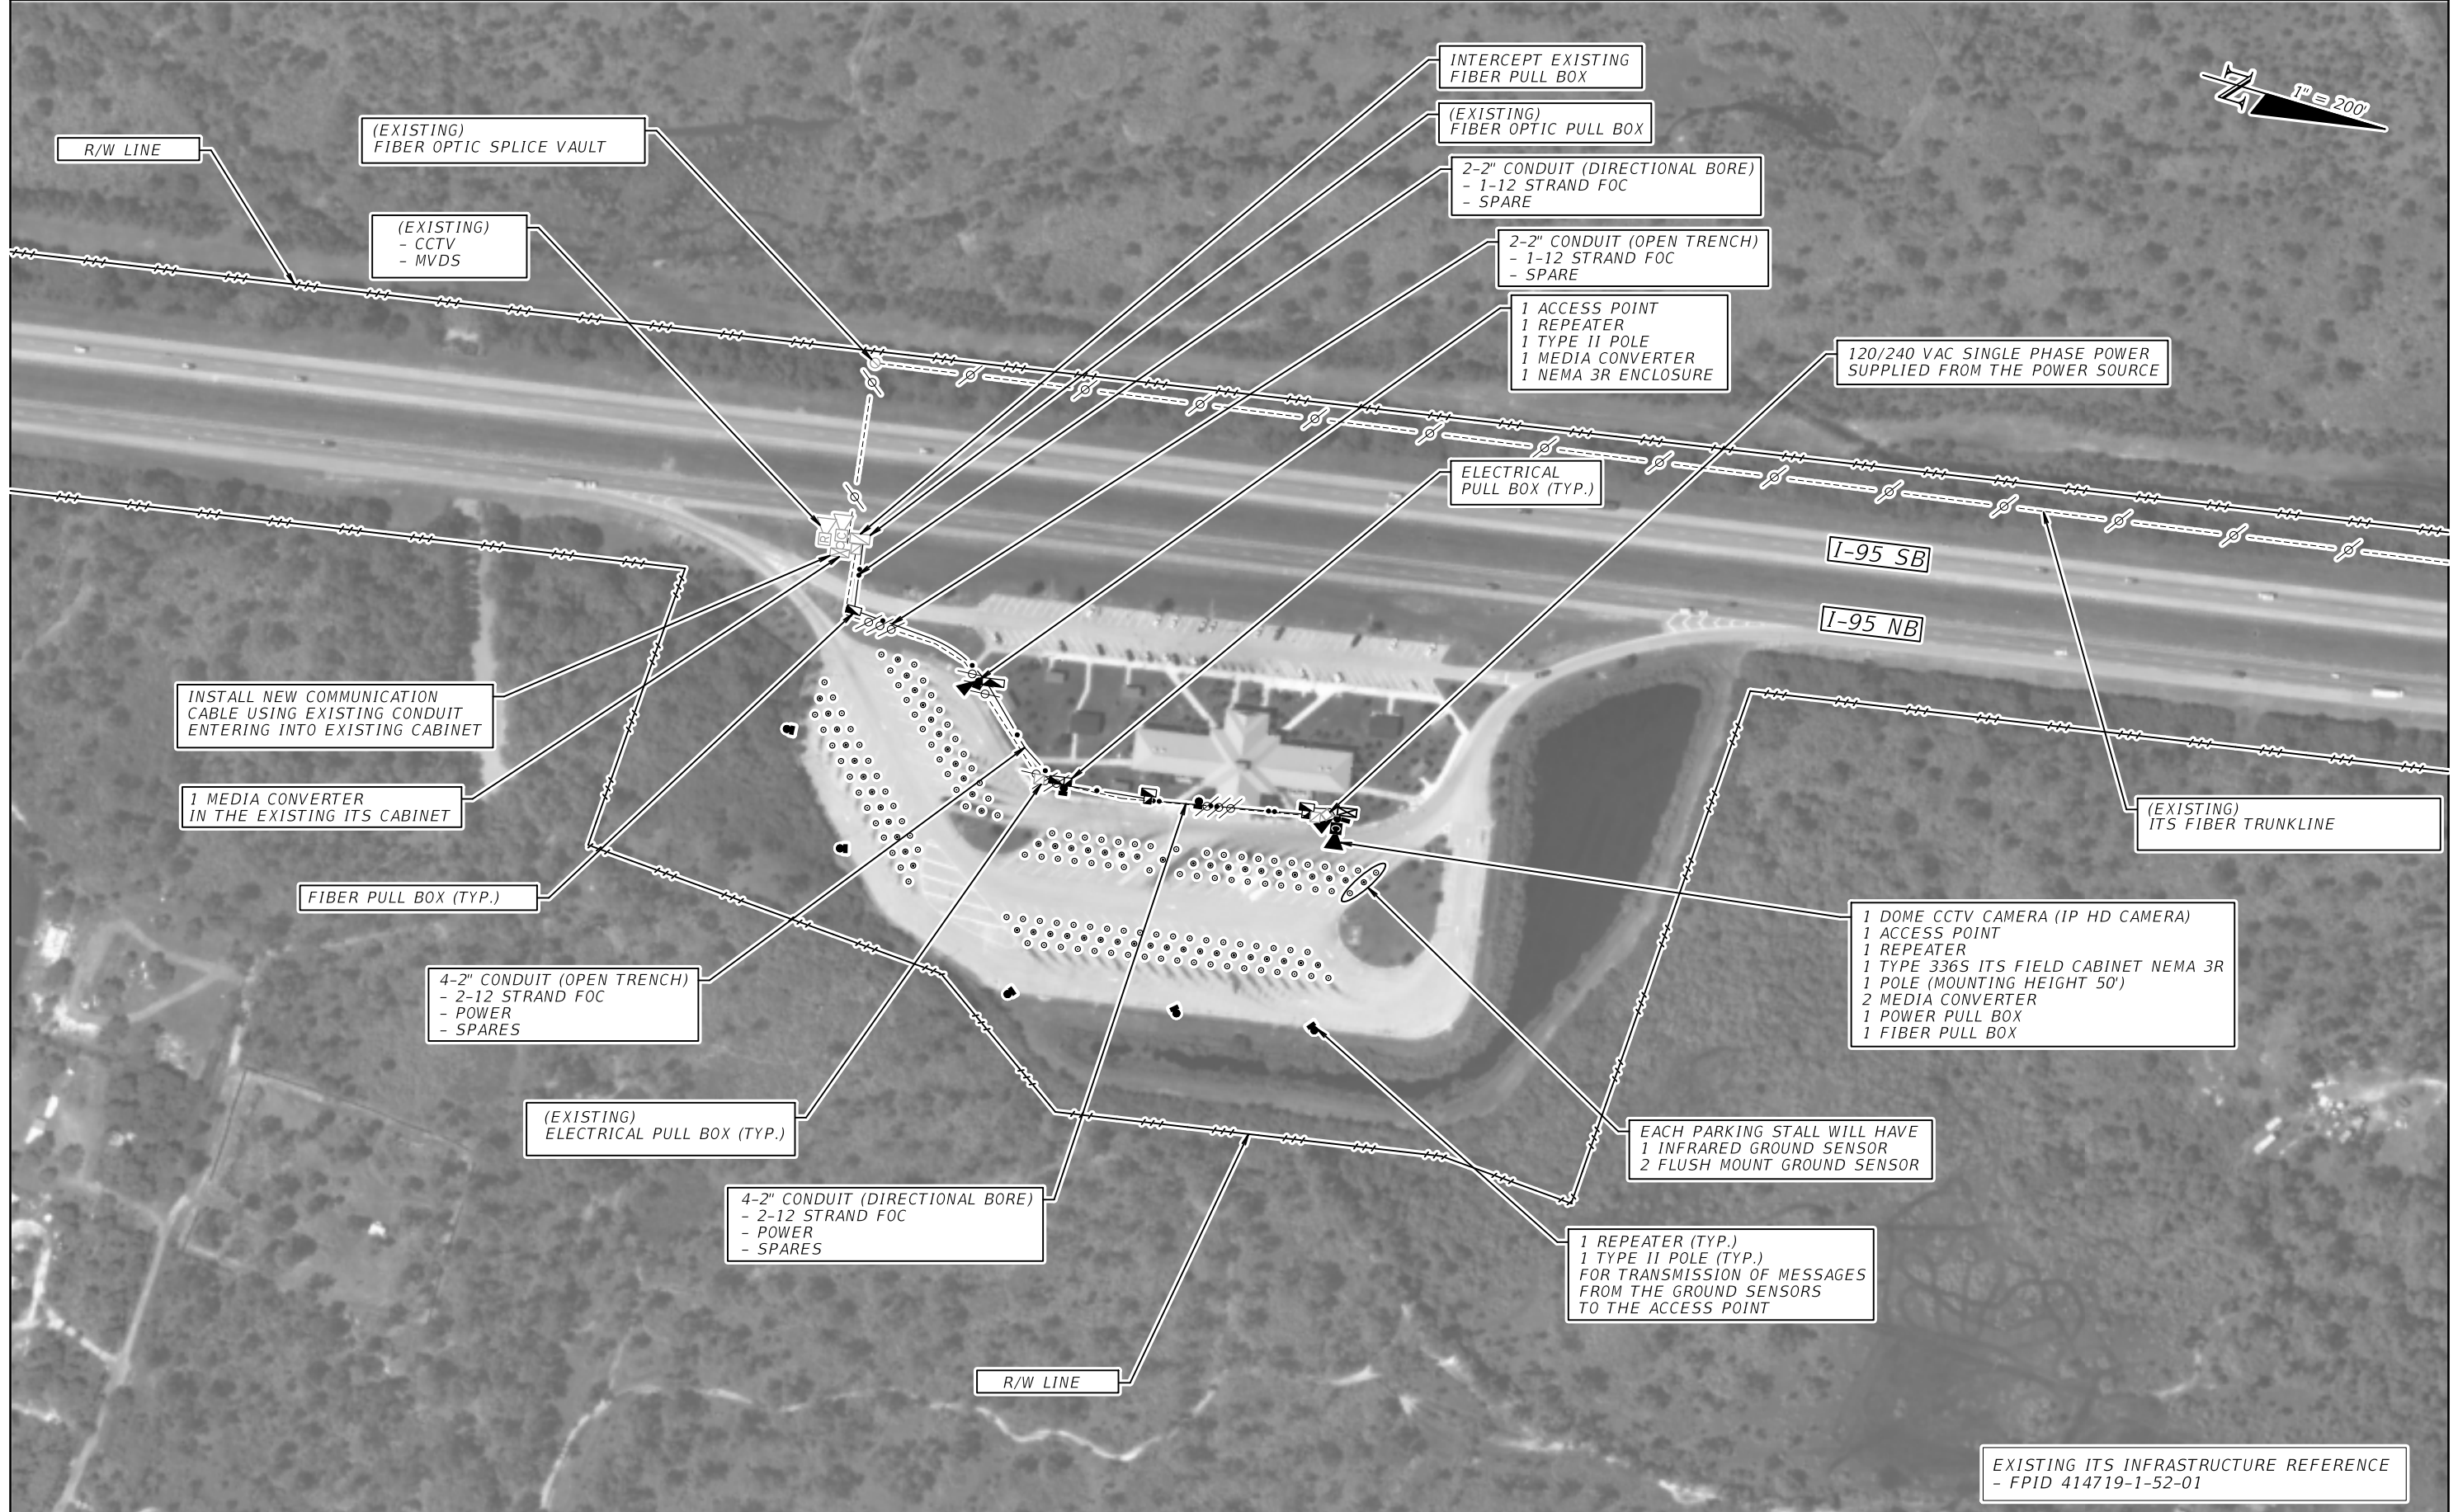 INTERCEPT EXISTING
FIBER PULL BOX
N
1" = 200'
(EXISTING)
FIBER OPTIC PULL BOX
(EXISTING)
FIBER OPTIC SPLICE VAULT
R/W LINE
2-2" CONDUIT (DIRECTIONAL BORE)
- 1-12 STRAND FOC
- SPARE
(EXISTING)
- CCTV
- MVDS
2-2" CONDUIT (OPEN TRENCH)
- 1-12 STRAND FOC
- SPARE
1 ACCESS POINT
1 REPEATER
1 TYPE II POLE
1 MEDIA CONVERTER
1 NEMA 3R ENCLOSURE
120/240 VAC SINGLE PHASE POWER
SUPPLIED FROM THE POWER SOURCE
ELECTRICAL
PULL BOX (TYP.)
I-95 SB
I-95 NB
INSTALL NEW COMMUNICATION
CABLE USING EXISTING CONDUIT
ENTERING INTO EXISTING CABINET
1 MEDIA CONVERTER
IN THE EXISTING ITS CABINET
(EXISTING)
ITS FIBER TRUNKLINE
FIBER PULL BOX (TYP.)
1 DOME CCTV CAMERA (IP HD CAMERA)
1 ACCESS POINT
1 REPEATER
1 TYPE 336S ITS FIELD CABINET NEMA 3R
1 POLE (MOUNTING HEIGHT 50')
2 MEDIA CONVERTER
1 POWER PULL BOX
1 FIBER PULL BOX
4-2" CONDUIT (OPEN TRENCH)
- 2-12 STRAND FOC
- POWER
- SPARES
(EXISTING)
ELECTRICAL PULL BOX (TYP.)
EACH PARKING STALL WILL HAVE
1 INFRARED GROUND SENSOR
2 FLUSH MOUNT GROUND SENSOR
4-2" CONDUIT (DIRECTIONAL BORE)
- 2-12 STRAND FOC
- POWER
- SPARES
1 REPEATER (TYP.)
1 TYPE II POLE (TYP.)
FOR TRANSMISSION OF MESSAGES
FROM THE GROUND SENSORS
TO THE ACCESS POINT
R/W LINE
EXISTING ITS INFRASTRUCTURE REFERENCE
- FPID 414719-1-52-01